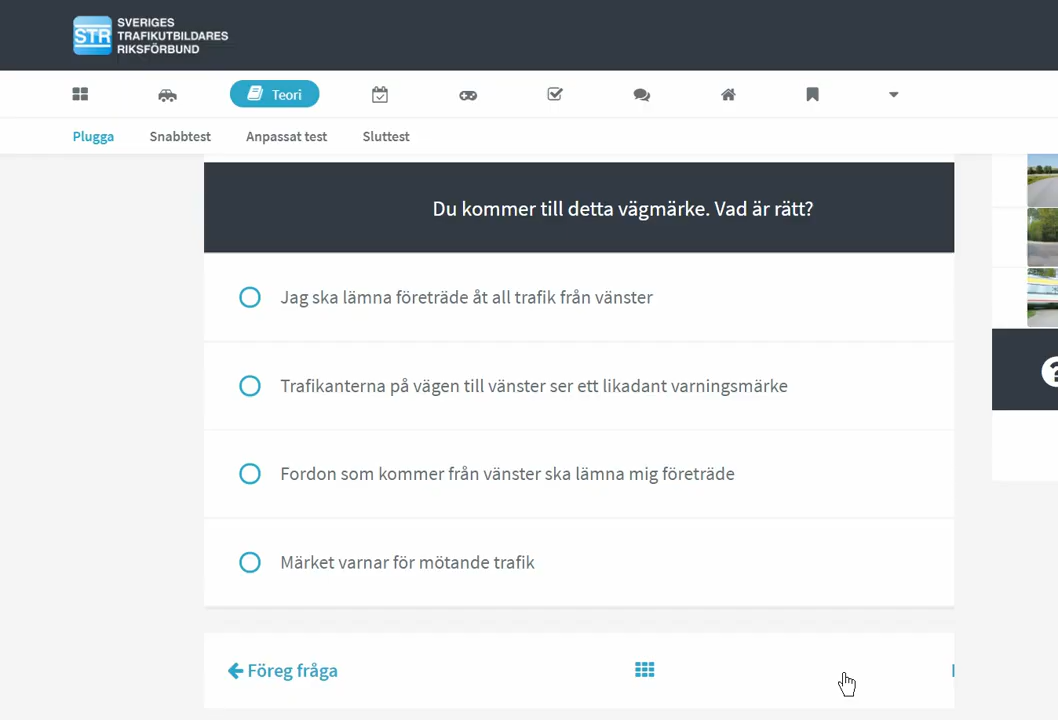 STR
SVERIGES
TRAFIKUTBILDARES
RIKSFÖRBUND
Teori
Plugga
Snabbtest
Anpassat test
Sluttest
Du kommer till detta vägmärke. Vad är rätt?
Jag ska lämna företräde åt all trafik från vänster
Trafikanterna på vägen till vänster ser ett likadant varningsmärke
Fordon som kommer från vänster ska lämna mig företräde
Märket varnar för mötande trafik
Föreg fråga